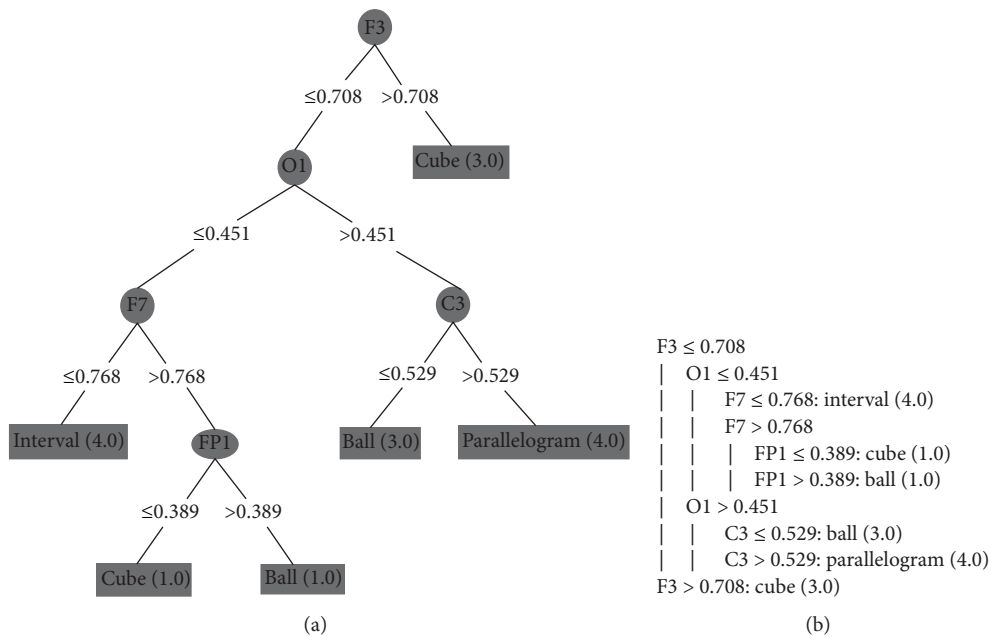 F3
≤0.708 >0.708
O1
Cube (3.0)
≤0.451 >0.451
F7
C3
≤0.768 >0.768
≤0.529 >0.529
Interval (4.0)
FP1
Ball (3.0)
Parallelogram (4.0)
≤0.389 >0.389
Cube (1.0)
Ball (1.0)
(a)
F3 ≤ 0.708
| O1 ≤ 0.451
| | F7 ≤ 0.768: interval (4.0)
| | F7 > 0.768
| | | FP1 ≤ 0.389: cube (1.0)
| | | FP1 > 0.389: ball (1.0)
| O1 > 0.451
| | C3 ≤ 0.529: ball (3.0)
| | C3 > 0.529: parallelogram (4.0)
F3 > 0.708: cube (3.0)
(b)